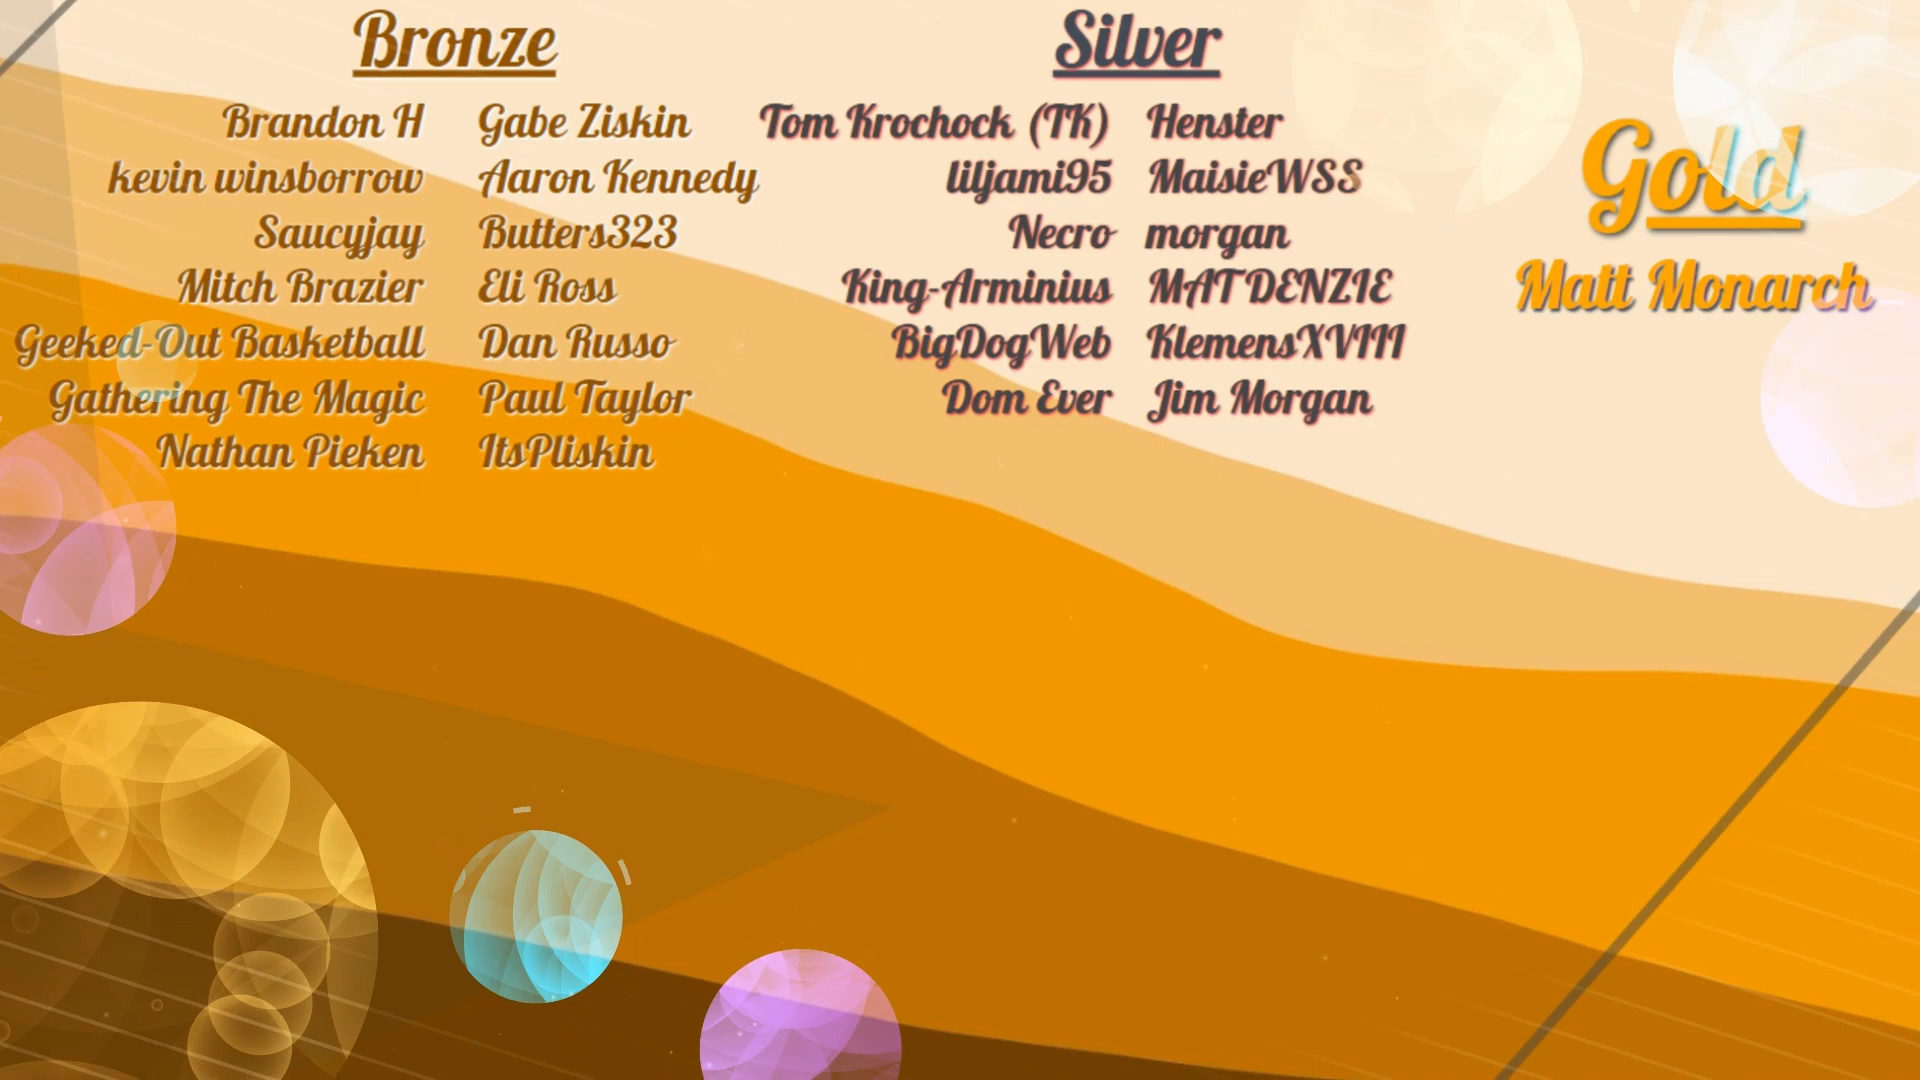 Bronze
Brandon H
kevin winsborrow
Saucyjay
Mitch Brazier
Geeked-Out Basketball
Gathering The Magic
Nathan Pieken
Gabe Ziskin
Aaron Kennedy
Butters323
Eli Ross
Dan Russo
Paul Taylor
ItsPliskin
Silver
Tom Krochock (TK)
liljami95
Necro
King-Arminius
BigDogWeb
Dom Ever
Henster
MaisieWSS
morgan
MAT DENZIE
KlemensXVIII
Jim Morgan
Gold
Matt Monarch